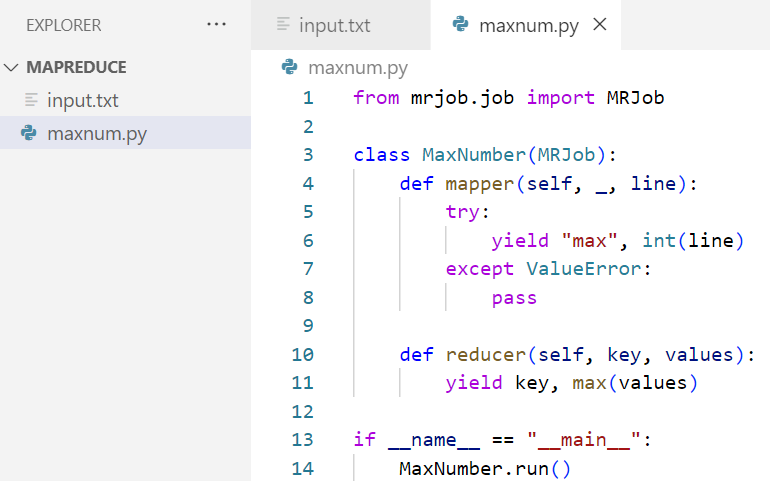 EXPLORER ...
MAPREDUCE
input.txt
maxnum.py
input.txt maxnum.py
maxnum.py
1 from mrjob.job import MRJob
2
3 class MaxNumber(MRJob):
4     def mapper(self, _, line):
5         try:
6             yield "max", int(line)
7         except ValueError:
8             pass
9
10     def reducer(self, key, values):
11         yield key, max(values)
12
13 if __name__ == "__main__":
14     MaxNumber.run()